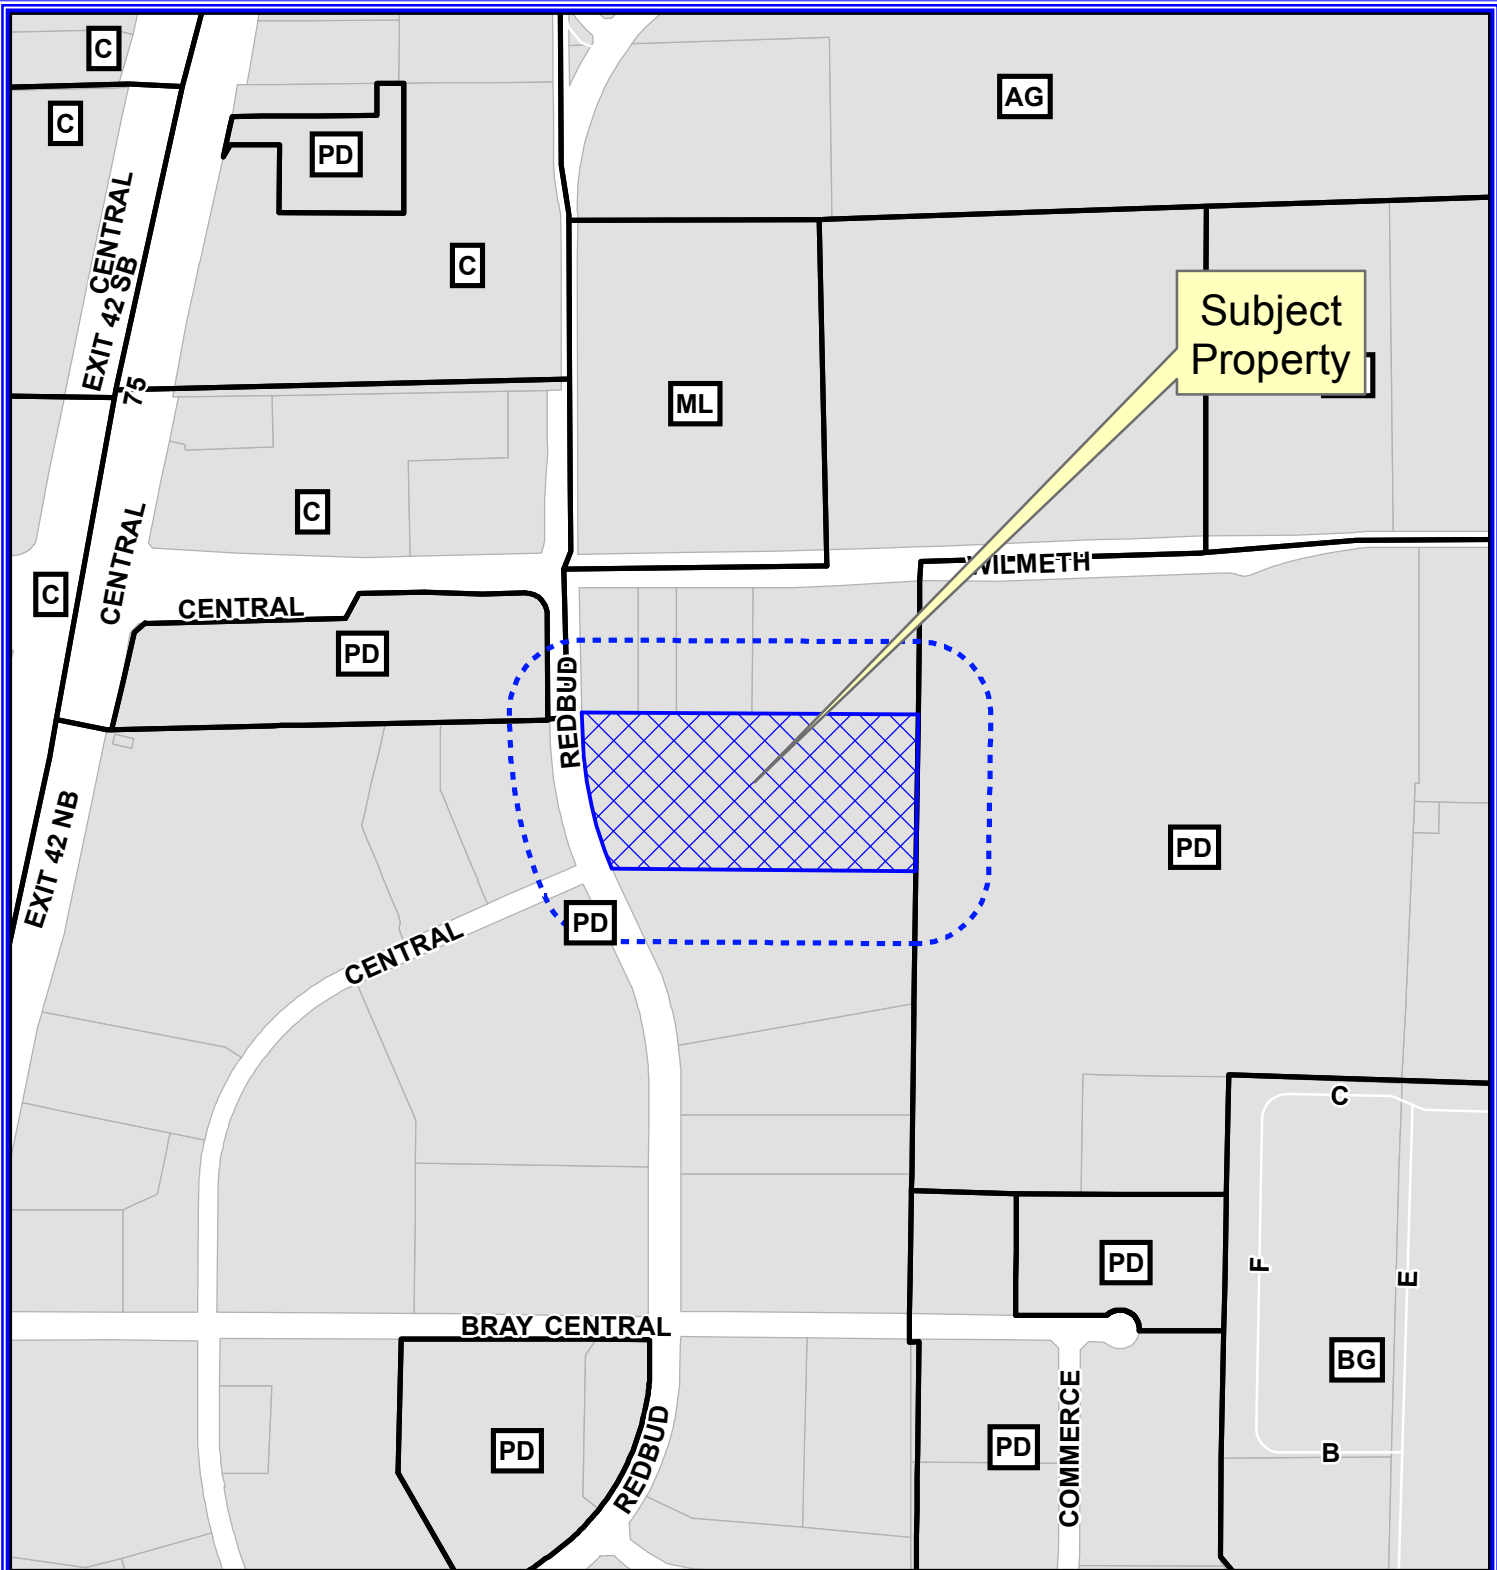 C
C
AG
PD
C
CENTRAL
EXIT 42 SB
75
Subject
Property
ML
C
CENTRAL
C
CENTRAL
WILMETH
PD
REDBUD
EXIT 42 NB
PD
PD
CENTRAL
C
F
E
PD
BRAY CENTRAL
BG
PD
REDBUD
PD
COMMERCE
B